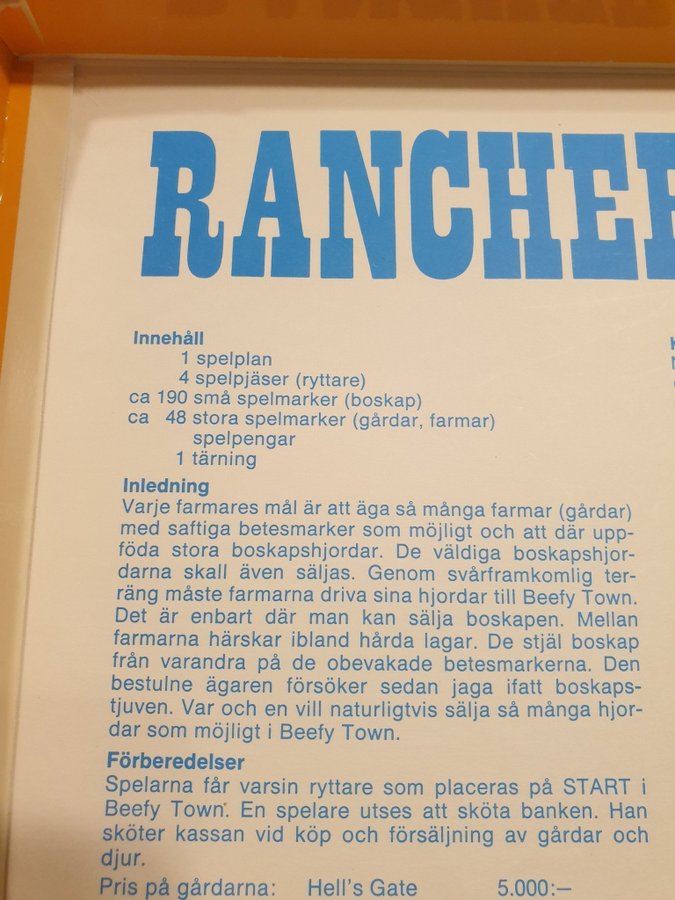 RANCHE
Innehåll
1 spelplan
4 spelpjäser (ryttare)
ca 190 små spelmarker (boskap)
ca 48 stora spelmarker (gårdar, farmar)
spelpengar
1 tärning
Inledning
Varje farmares mål är att äga så många farmar (gårdar)
med saftiga betesmarker som möjligt och att där upp-
föda stora boskapshjordar. De väldiga boskapshjor-
darna skall även säljas. Genom svårframkomlig ter-
räng måste farmarna driva sina hjordar till Beefy Town.
Det är enbart där man kan sälja boskapen. Mellan
farmarna härskar ibland hårda lagar. De stjäl boskap
från varandra på de obevakade betesmarkerna. Den
bestulne ägaren försöker sedan jaga ifatt boskaps-
tjuven. Var och en vill naturligtvis sälja så många hjor-
dar som möjligt i Beefy Town.
Förberedelser
Spelarna får varsin ryttare som placeras på START i
Beefy Town. En spelare utses att sköta banken. Han
sköter kassan vid köp och försäljning av gårdar och
djur.
Pris på gårdarna: Hell's Gate 5.000:—